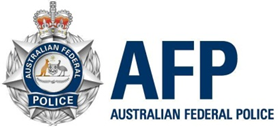 AUSTRALIAN FEDERAL
POLICE
AFP
AUSTRALIAN FEDERAL POLICE